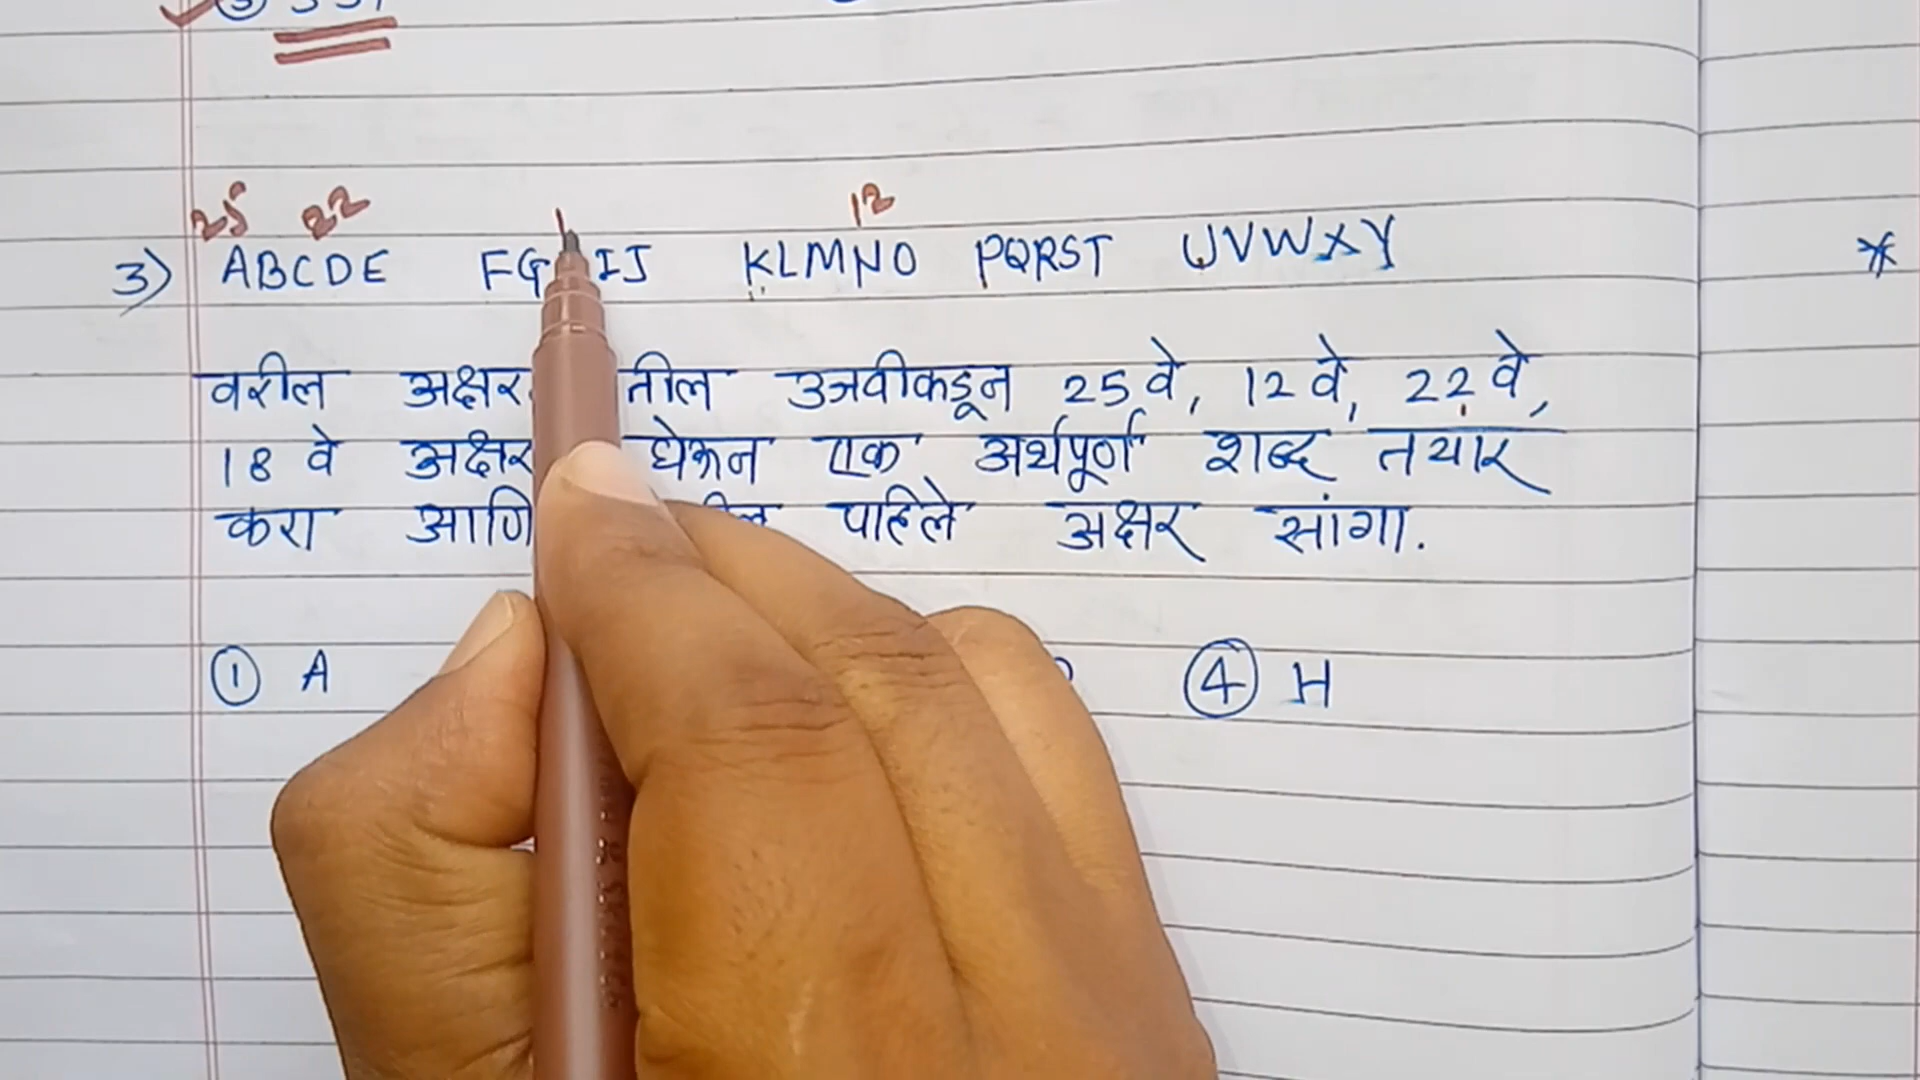 25 22 12
3) ABCDE FG IJ KLMNO PQRST UVWXY
वरील अक्षर तील उजवीकडून 25 वे, 12 वे, 22 वे,
18 वे अक्षर घेऊन एक अर्थपूर्ण शब्द तयार
करा आणि पहिले अक्षर सांगा.
① A ④ H